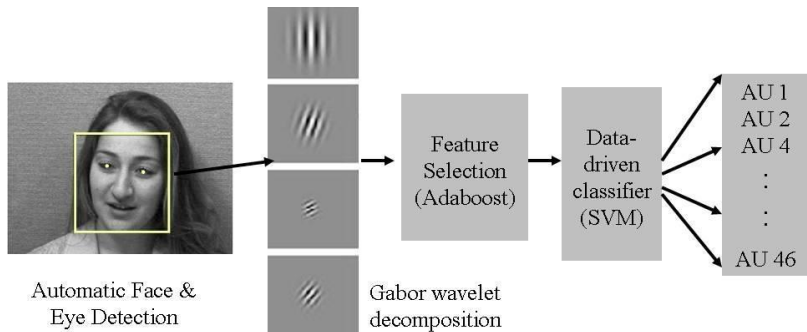 Automatic Face &
Eye Detection
Gabor wavelet
decomposition
Feature
Selection
(Adaboost)
Data-
driven
classifier
(SVM)
AU 1
AU 2
AU 4
:
:
AU 46